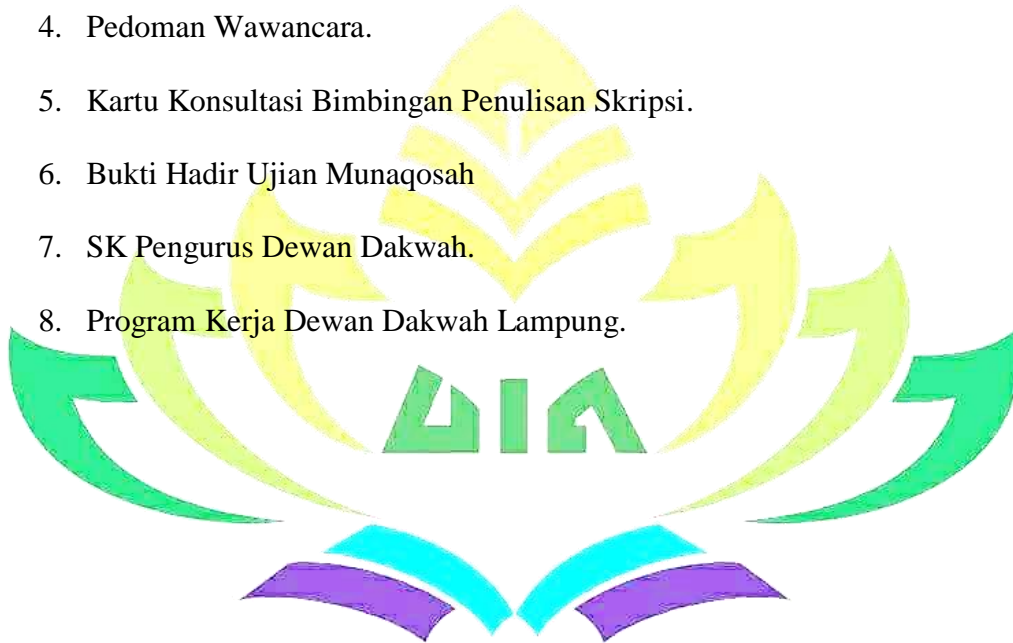 4. Pedoman Wawancara.
5. Kartu Konsultasi Bimbingan Penulisan Skripsi.
6. Bukti Hadir Ujian Munaqosah
7. SK Pengurus Dewan Dakwah.
8. Program Kerja Dewan Dakwah Lampung.
UIN